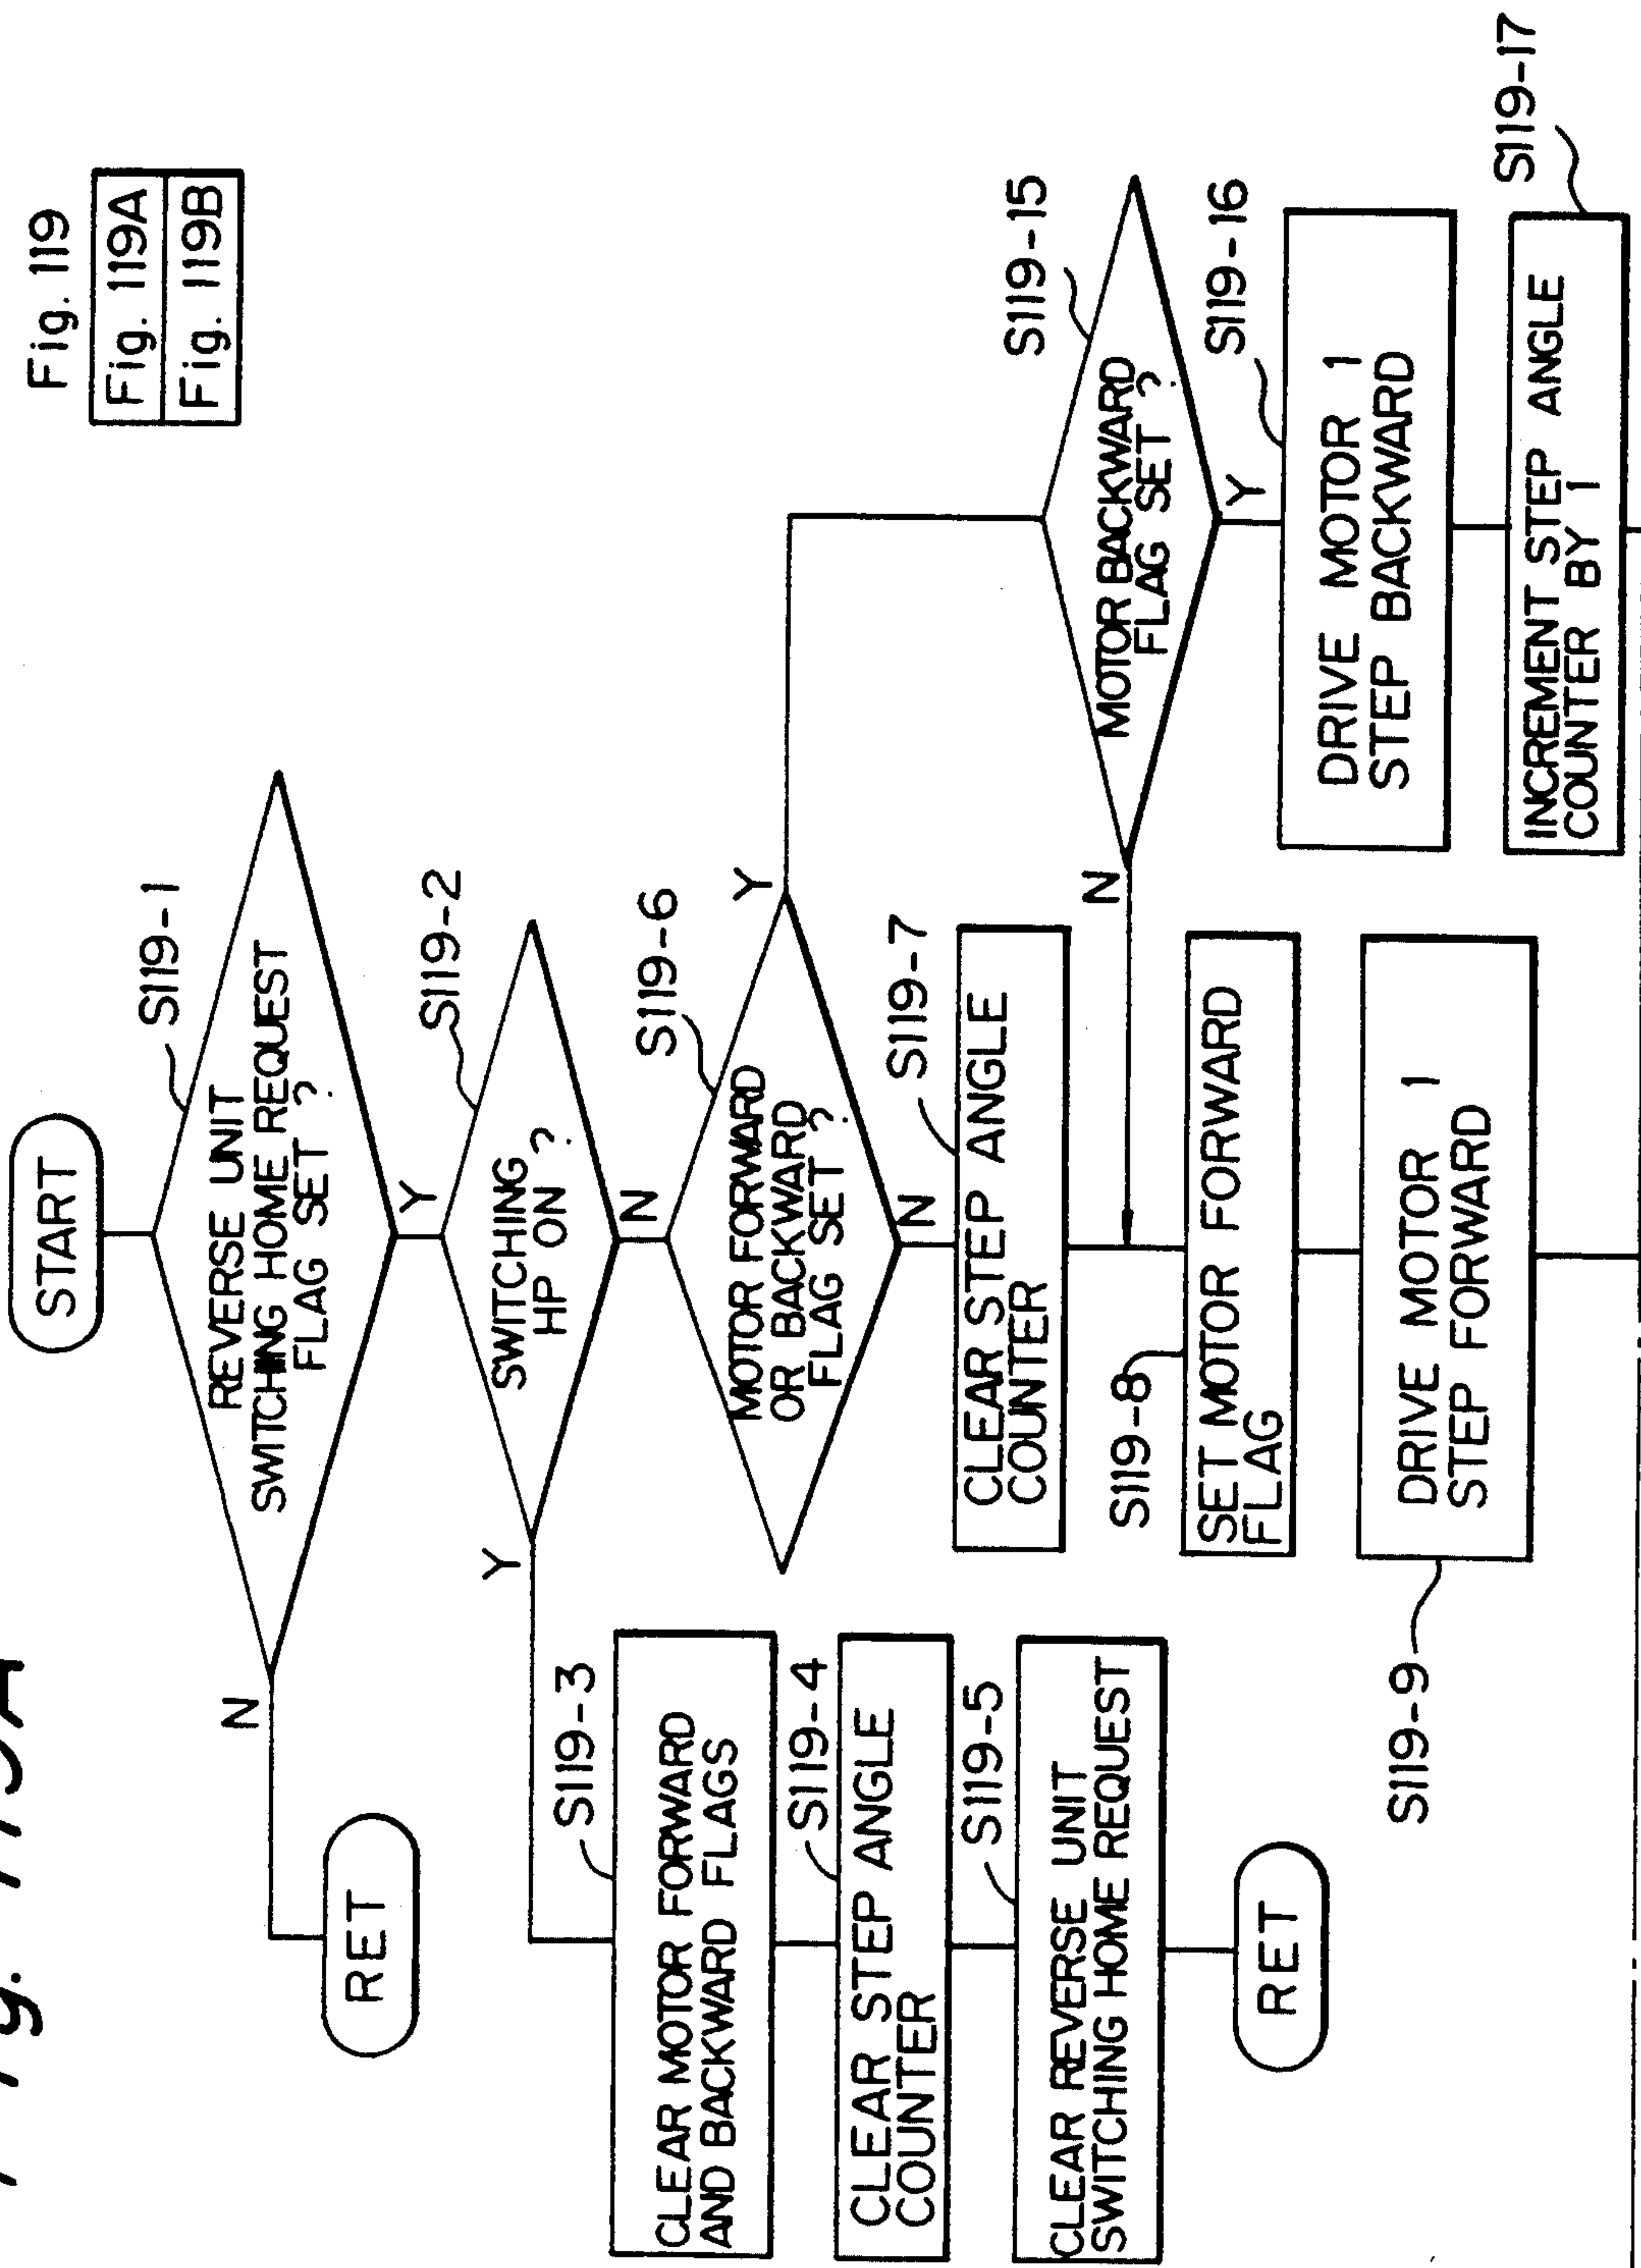 Fig. 119A
Fig. 119
Fig. 119A
Fig. 119B
START
S119-1
REVERSE UNIT
SWITCHING HOME REQUEST
FLAG SET ?
N
Y
RET
S119-2
SWITCHING
HP ON ?
Y
N
S119-3
CLEAR MOTOR FORWARD
AND BACKWARD FLAGS
S119-4
CLEAR STEP ANGLE
COUNTER
S119-5
CLEAR REVERSE UNIT
SWITCHING HOME REQUEST
RET
S119-6
MOTOR FORWARD
OR BACKWARD
FLAG SET ?
Y
N
S119-7
CLEAR STEP ANGLE
COUNTER
S119-8
SET MOTOR FORWARD
FLAG
S119-9
DRIVE MOTOR 1
STEP FORWARD
S119-15
MOTOR BACKWARD
FLAG SET ?
N
Y
S119-16
DRIVE MOTOR 1
STEP BACKWARD
S119-17
INCREMENT STEP ANGLE
COUNTER BY 1